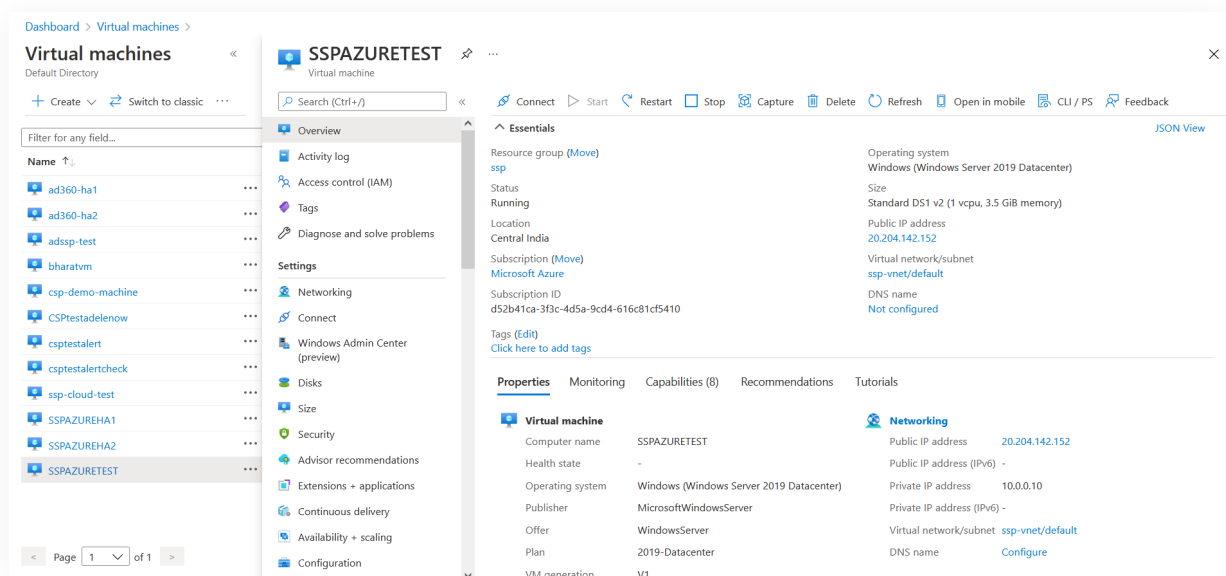 Dashboard > Virtual machines >
Virtual machines «
Default Directory
Create Switch to classic ···
Filter for any field...
Name ↑↓
ad360-ha1 ···
ad360-ha2 ···
adssp-test ···
bharatvm ···
csp-demo-machine ···
CSPtestadelenow ···
csptestalert ···
csptestalertcheck ···
ssp-cloud-test ···
SSPAZUREHA1 ···
SSPAZUREHA2 ···
SSPAZURETEST ···
< Page 1 of 1 >
SSPAZURETEST ···
Virtual machine
Search (Ctrl+/) «
Overview
Activity log
Access control (IAM)
Tags
Diagnose and solve problems
Settings
Networking
Connect
Windows Admin Center
(preview)
Disks
Size
Security
Advisor recommendations
Extensions + applications
Continuous delivery
Availability + scaling
Configuration
Connect Start Restart Stop Capture Delete Refresh Open in mobile CLI / PS Feedback
Essentials JSON View
Resource group (Move)
ssp
Status
Running
Location
Central India
Subscription (Move)
Microsoft Azure
Subscription ID
d52b41ca-3f3c-4d5a-9cd4-616c81cf5410
Tags (Edit)
Click here to add tags
Operating system
Windows (Windows Server 2019 Datacenter)
Size
Standard DS1 v2 (1 vcpu, 3.5 GiB memory)
Public IP address
20.204.142.152
Virtual network/subnet
ssp-vnet/default
DNS name
Not configured
Properties Monitoring Capabilities (8) Recommendations Tutorials
Virtual machine
Computer name SSPAZURETEST
Health state -
Operating system Windows (Windows Server 2019 Datacenter)
Publisher MicrosoftWindowsServer
Offer WindowsServer
Plan 2019-Datacenter
VM generation V1
Networking
Public IP address 20.204.142.152
Public IP address (IPv6) -
Private IP address 10.0.0.10
Private IP address (IPv6) -
Virtual network/subnet ssp-vnet/default
DNS name Configure